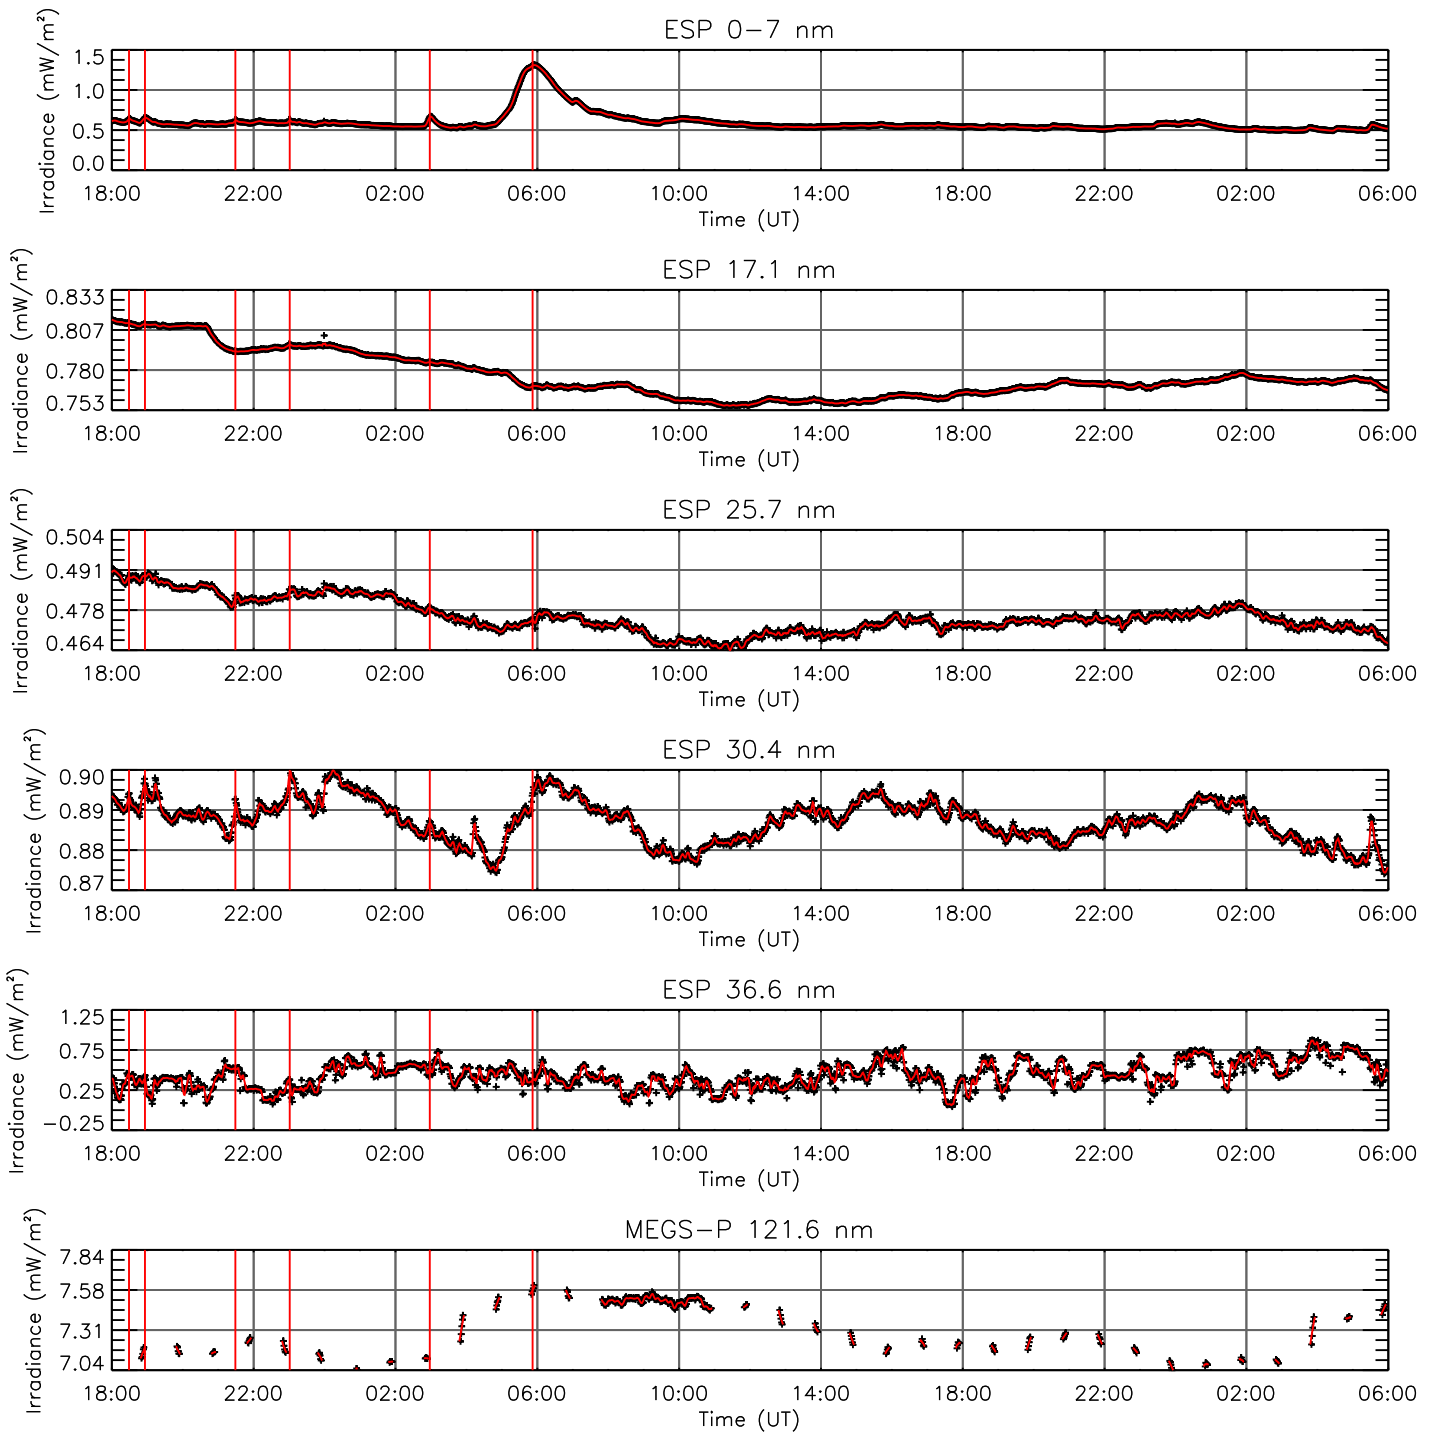 ESP 0-7 nm
Irradiance (mW/m²)
1.5
1.0
0.5
0.0
18:00 22:00 02:00 06:00 10:00 14:00 18:00 22:00 02:00 06:00
Time (UT)
ESP 17.1 nm
Irradiance (mW/m²)
0.833
0.807
0.780
0.753
18:00 22:00 02:00 06:00 10:00 14:00 18:00 22:00 02:00 06:00
Time (UT)
ESP 25.7 nm
Irradiance (mW/m²)
0.504
0.491
0.478
0.464
18:00 22:00 02:00 06:00 10:00 14:00 18:00 22:00 02:00 06:00
Time (UT)
ESP 30.4 nm
Irradiance (mW/m²)
0.90
0.89
0.88
0.87
18:00 22:00 02:00 06:00 10:00 14:00 18:00 22:00 02:00 06:00
Time (UT)
ESP 36.6 nm
Irradiance (mW/m²)
1.25
0.75
0.25
-0.25
18:00 22:00 02:00 06:00 10:00 14:00 18:00 22:00 02:00 06:00
Time (UT)
MEGS-P 121.6 nm
Irradiance (mW/m²)
7.84
7.58
7.31
7.04
18:00 22:00 02:00 06:00 10:00 14:00 18:00 22:00 02:00 06:00
Time (UT)